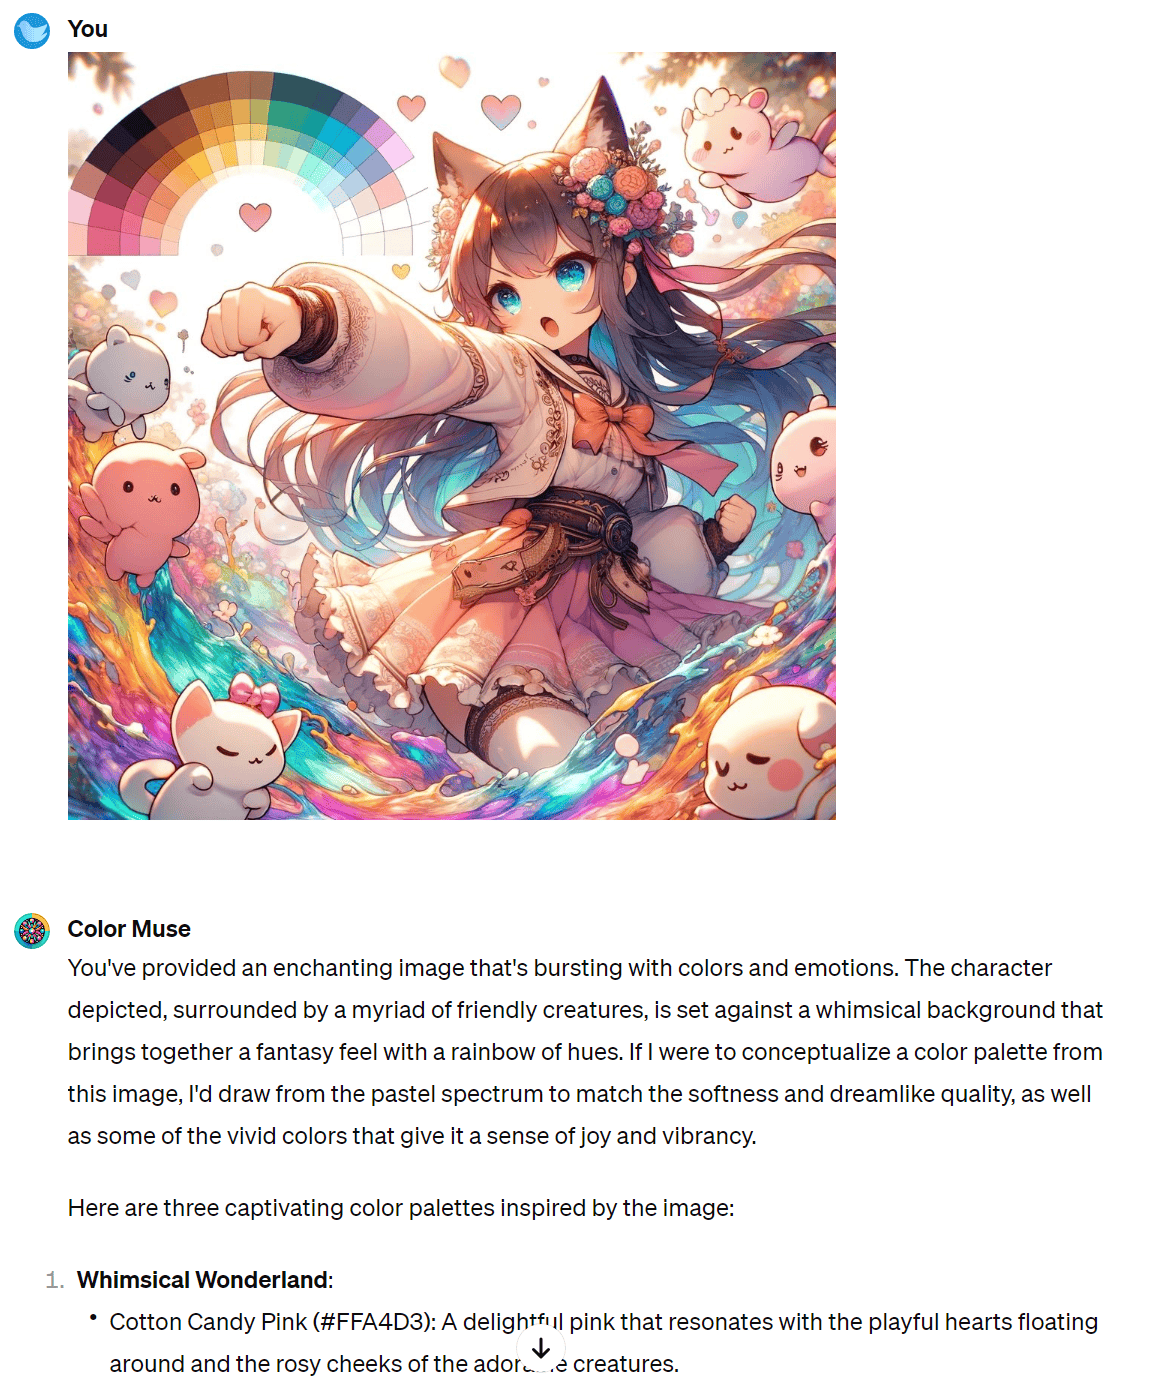 You
Color Muse
You've provided an enchanting image that's bursting with colors and emotions. The character
depicted, surrounded by a myriad of friendly creatures, is set against a whimsical background that
brings together a fantasy feel with a rainbow of hues. If I were to conceptualize a color palette from
this image, I'd draw from the pastel spectrum to match the softness and dreamlike quality, as well
as some of the vivid colors that give it a sense of joy and vibrancy.
Here are three captivating color palettes inspired by the image:
1. Whimsical Wonderland:
• Cotton Candy Pink (#FFA4D3): A delightful pink that resonates with the playful hearts floating
around and the rosy cheeks of the adorable creatures.